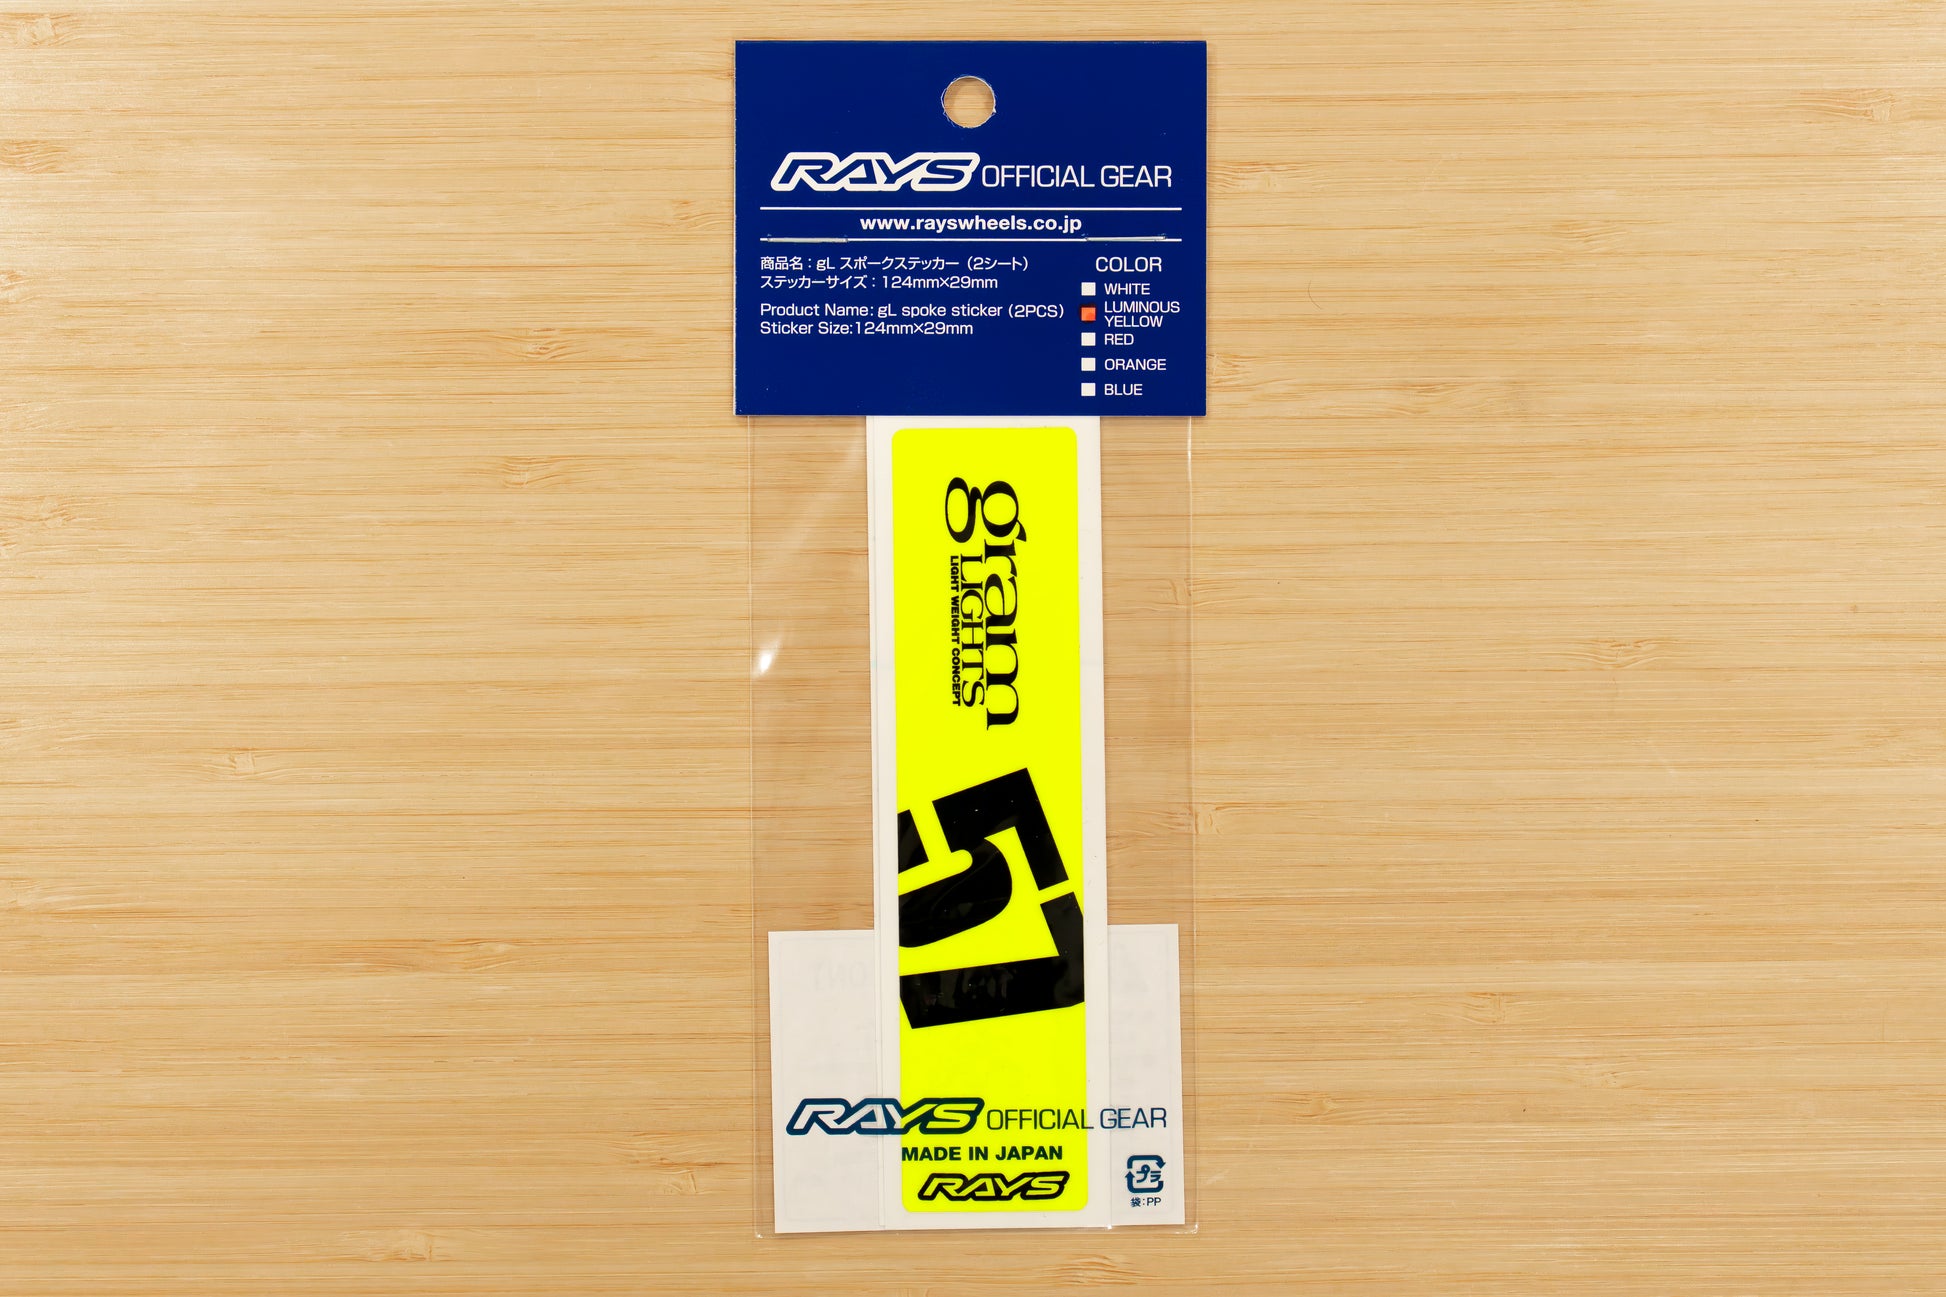 RAYS OFFICIAL GEAR
www.rayswheels.co.jp
商品名：gL スポークステッカー（2シート）
ステッカーサイズ：124mm×29mm
Product Name: gL spoke sticker (2PCS)
Sticker Size:124mm×29mm
COLOR
WHITE
LUMINOUS
YELLOW
RED
ORANGE
BLUE
gram
LIGHTS
LIGHT WEIGHT CONCEPT
57
RAYS OFFICIAL GEAR
MADE IN JAPAN
RAYS
プラ
袋:PP